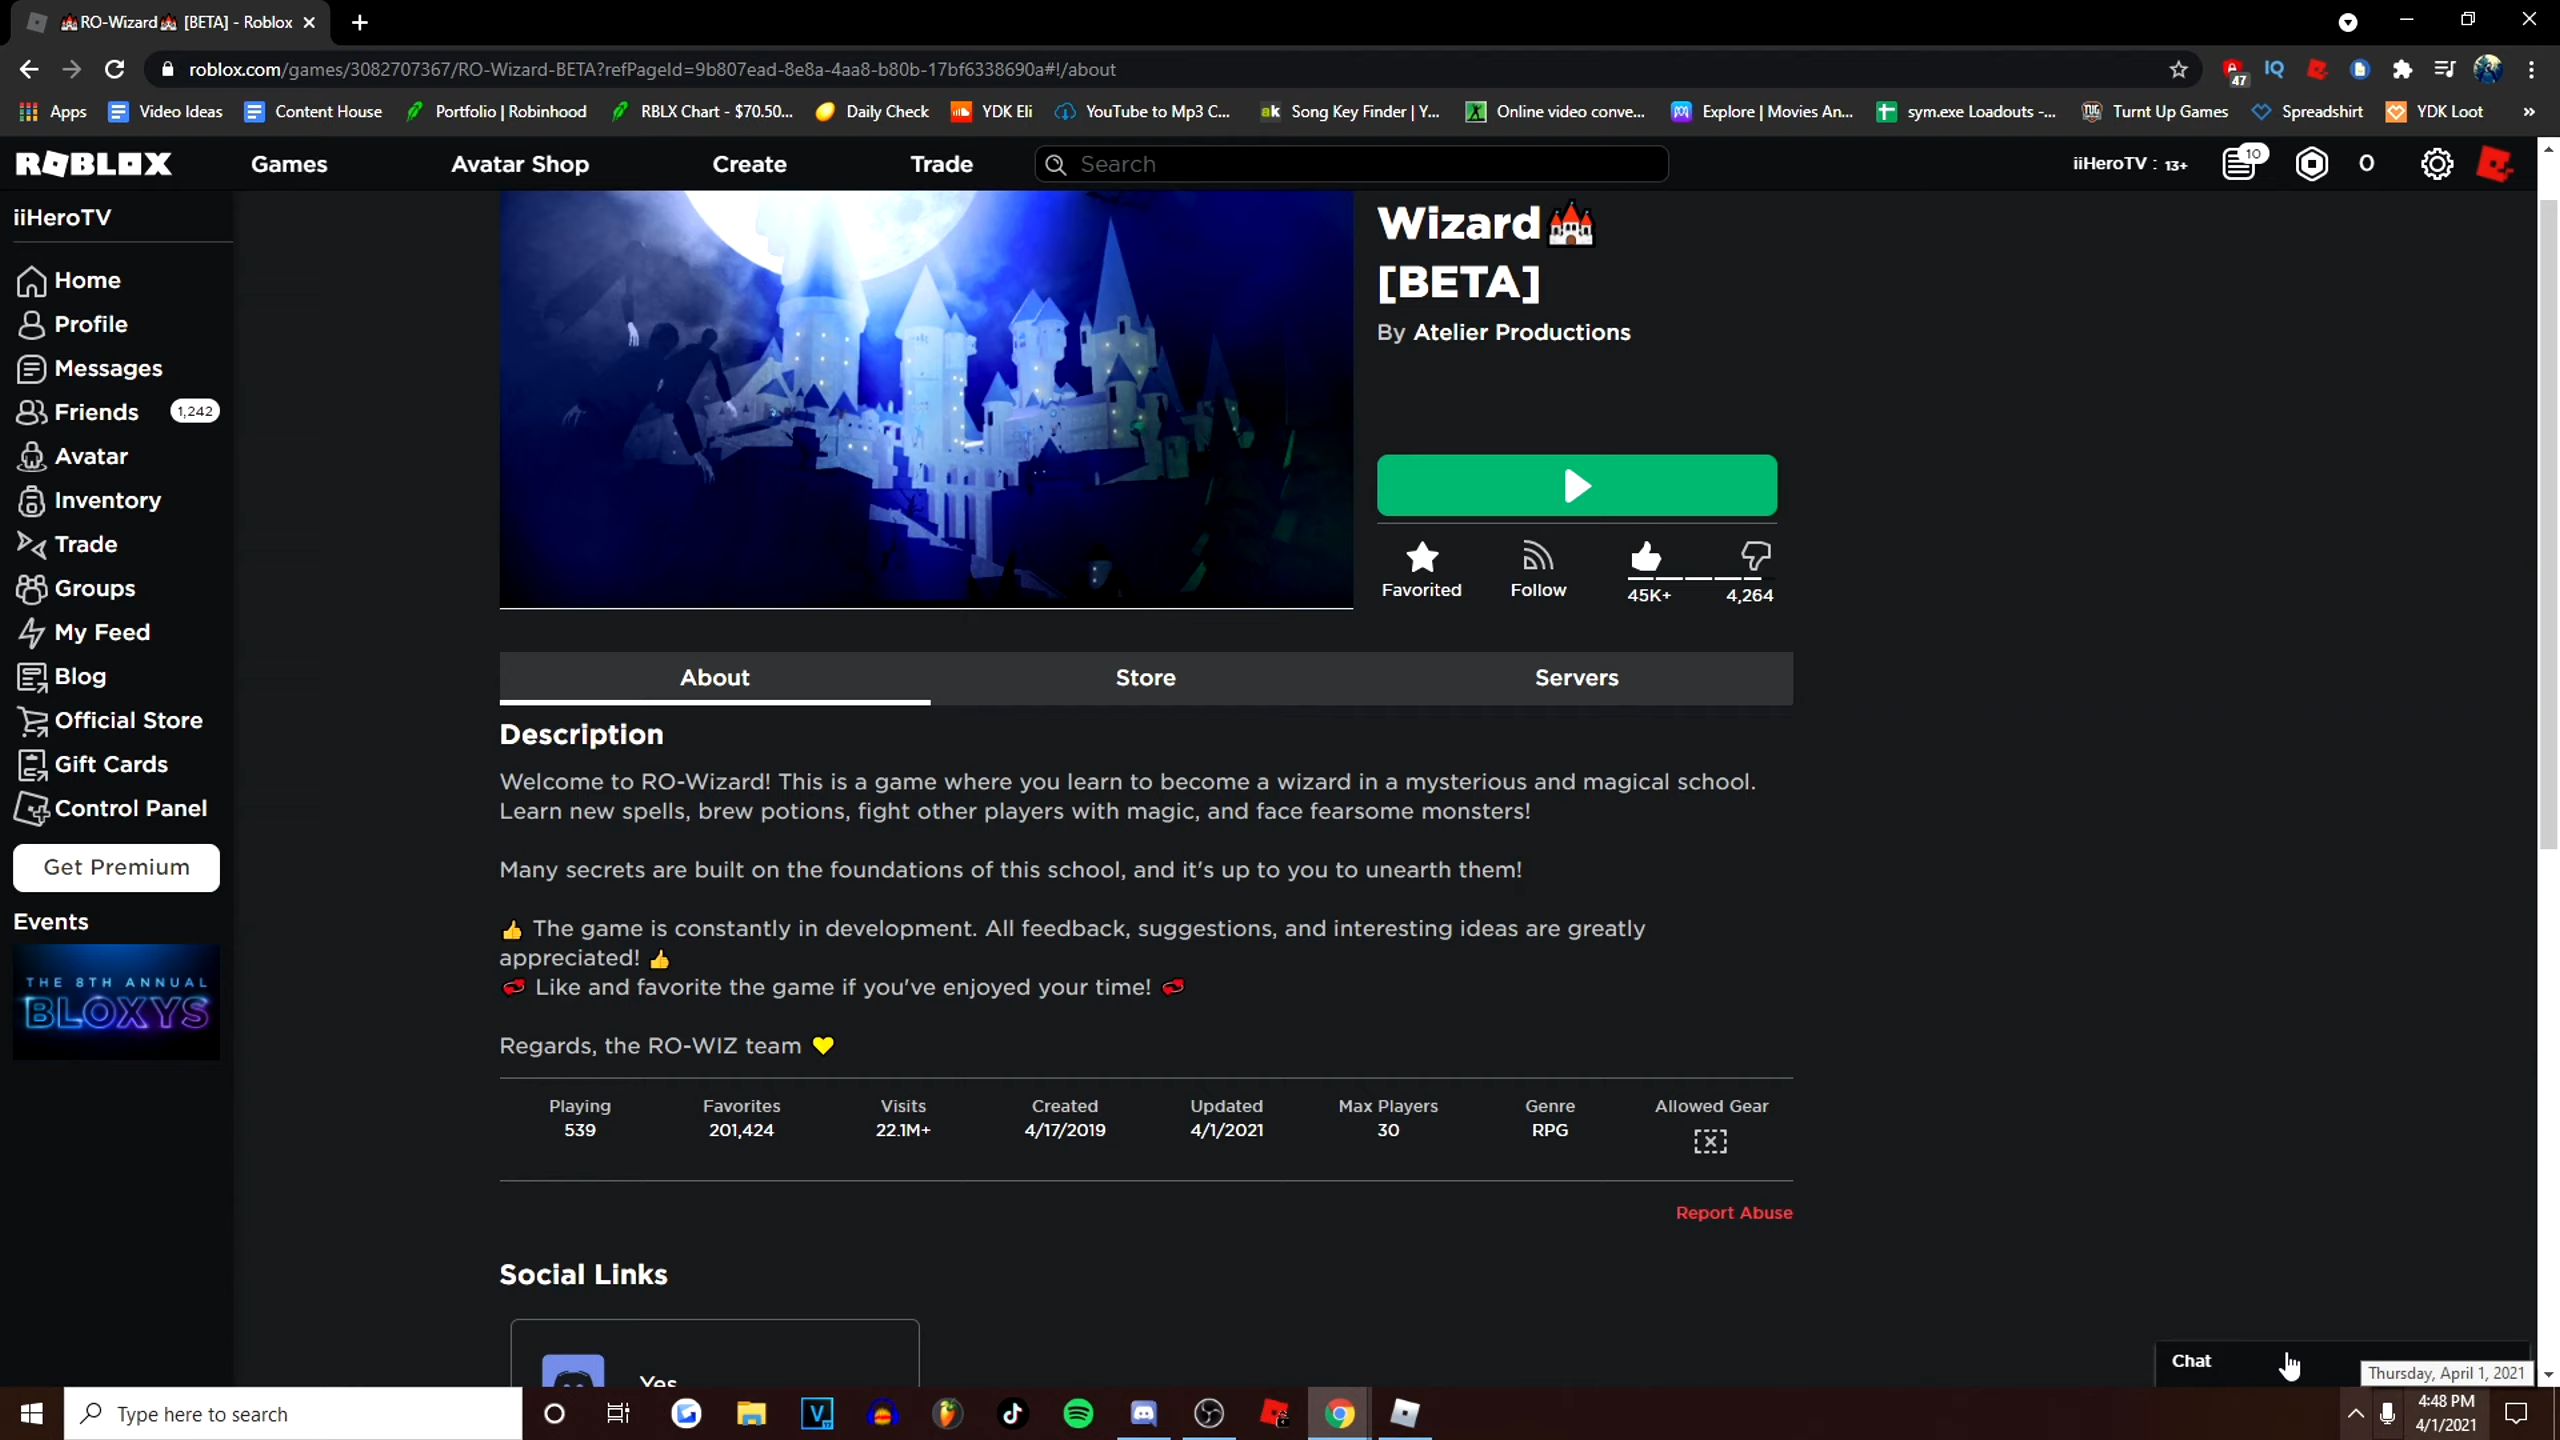 🏰RO-Wizard🏰 [BETA] - Roblox
roblox.com/games/3082707367/RO-Wizard-BETA?refPageId=9b807ead-8e8a-4aa8-b80b-17bf6338690a#!/about
47
IQ
Apps
Video Ideas
Content House
Portfolio | Robinhood
RBLX Chart - $70.50...
Daily Check
YDK Eli
YouTube to Mp3 C...
ak Song Key Finder | Y...
Online video conve...
Explore | Movies An...
sym.exe Loadouts -...
TUG Turnt Up Games
Spreadshirt
YDK Loot
»
ROBLOX
Games
Avatar Shop
Create
Trade
Search
iiHeroTV : 13+
10
0
iiHeroTV
Home
Profile
Messages
Friends 1,242
Avatar
Inventory
Trade
Groups
My Feed
Blog
Official Store
Gift Cards
Control Panel
Get Premium
Events
THE 8TH ANNUAL
BLOXYS
Wizard🏰
[BETA]
By Atelier Productions
Favorited
Follow
45K+
4,264
About
Store
Servers
Description
Welcome to RO-Wizard! This is a game where you learn to become a wizard in a mysterious and magical school.
Learn new spells, brew potions, fight other players with magic, and face fearsome monsters!
Many secrets are built on the foundations of this school, and it's up to you to unearth them!
👍 The game is constantly in development. All feedback, suggestions, and interesting ideas are greatly
appreciated! 👍
💞 Like and favorite the game if you've enjoyed your time! 💞
Regards, the RO-WIZ team 💛
Playing Favorites Visits Created Updated Max Players Genre Allowed Gear
539 201,424 22.1M+ 4/17/2019 4/1/2021 30 RPG
Report Abuse
Social Links
Yes
Chat
Thursday, April 1, 2021
Type here to search
V
4:48 PM
4/1/2021